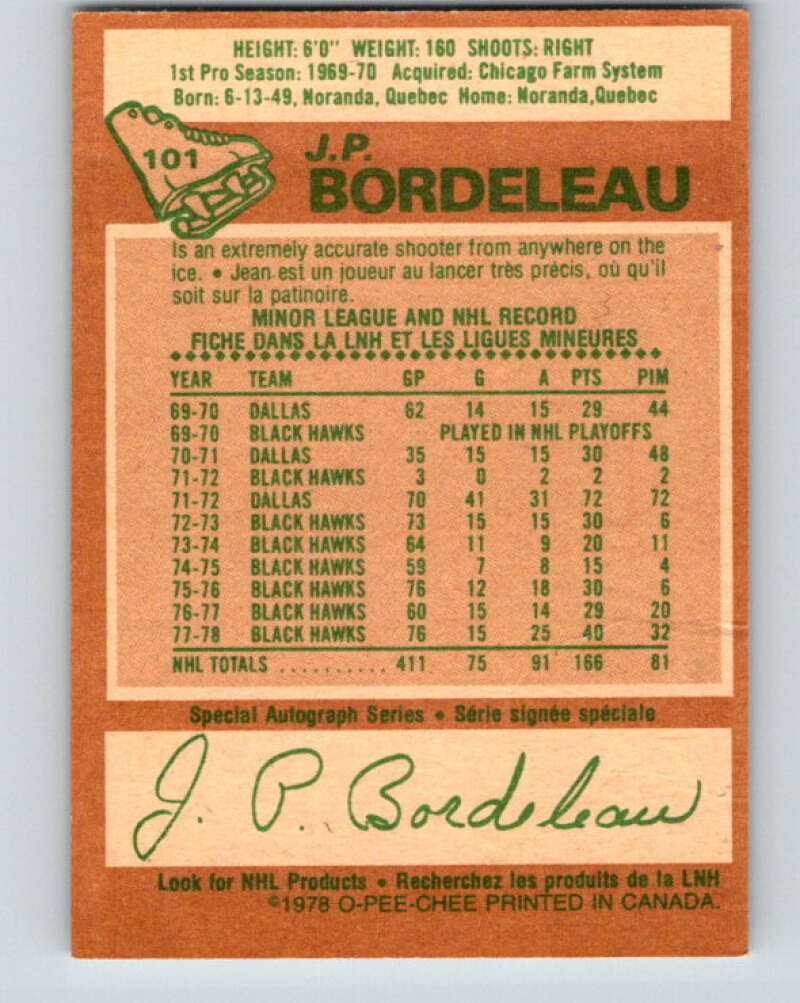 HEIGHT: 6'0" WEIGHT: 160 SHOOTS: RIGHT
1st Pro Season: 1969-70 Acquired: Chicago Farm System
Born: 6-13-49, Noranda, Quebec Home: Noranda, Quebec
101
J.P.
BORDELEAU
Is an extremely accurate shooter from anywhere on the
ice. • Jean est un joueur au lancer très précis, où qu'il
soit sur la patinoire.
MINOR LEAGUE AND NHL RECORD
FICHE DANS LA LNH ET LES LIGUES MINEURES
YEAR TEAM GP G A PTS PIM
69-70 DALLAS 62 14 15 29 44
69-70 BLACK HAWKS PLAYED IN NHL PLAYOFFS
70-71 DALLAS 35 15 15 30 48
71-72 BLACK HAWKS 3 0 2 2 2
71-72 DALLAS 70 41 31 72 72
72-73 BLACK HAWKS 73 15 15 30 6
73-74 BLACK HAWKS 64 11 9 20 11
74-75 BLACK HAWKS 59 7 8 15 4
75-76 BLACK HAWKS 76 12 18 30 6
76-77 BLACK HAWKS 60 15 14 29 20
77-78 BLACK HAWKS 76 15 25 40 32
NHL TOTALS .......... 411 75 91 166 81
Special Autograph Series • Série signée spéciale
J. P. Bordeleau
Look for NHL Products • Recherchez les produits de la LNH
©1978 O-PEE-CHEE PRINTED IN CANADA.